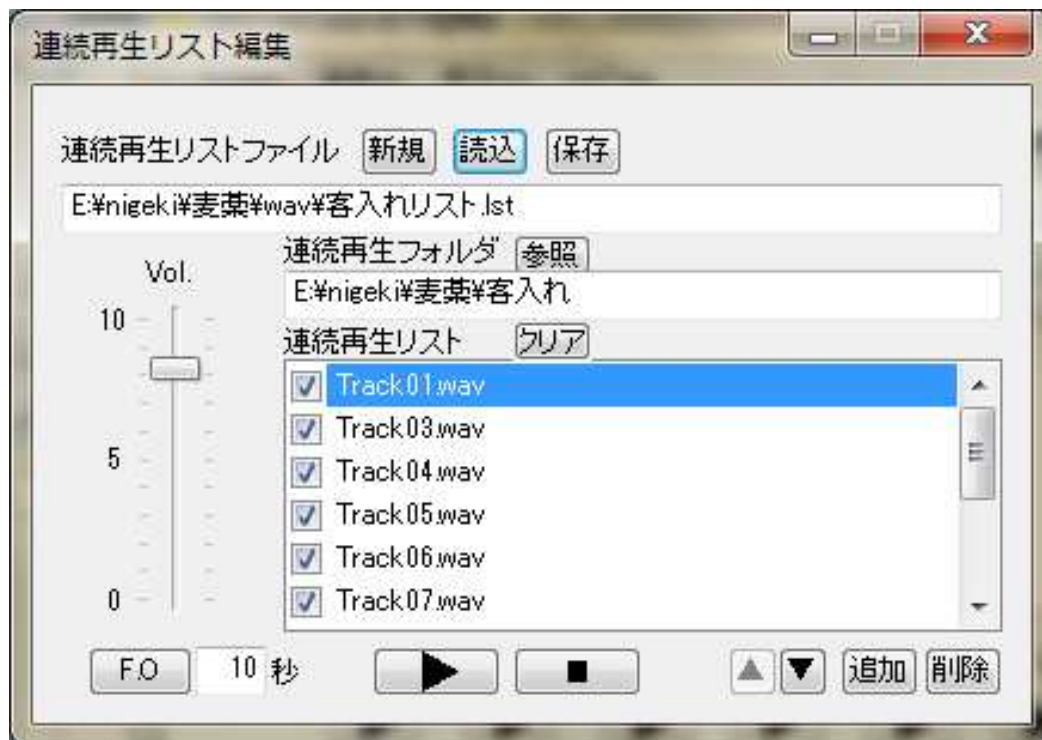 連続再生リスト編集
連続再生リストファイル 新規 読込 保存
E:¥nigeki¥麦藁¥wav¥客入れリスト.lst
連続再生フォルダ 参照
Vol.
E:¥nigeki¥麦藁¥客入れ
10
連続再生リスト クリア
Track01.wav
Track03.wav
5
Track04.wav
Track05.wav
Track06.wav
0
Track07.wav
F.O 10 秒 追加 削除